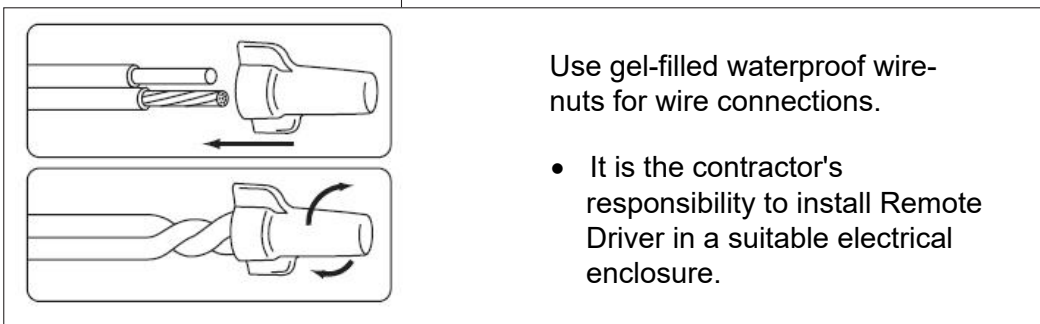 Use gel-filled waterproof wire-
nuts for wire connections.
• It is the contractor's
responsibility to install Remote
Driver in a suitable electrical
enclosure.